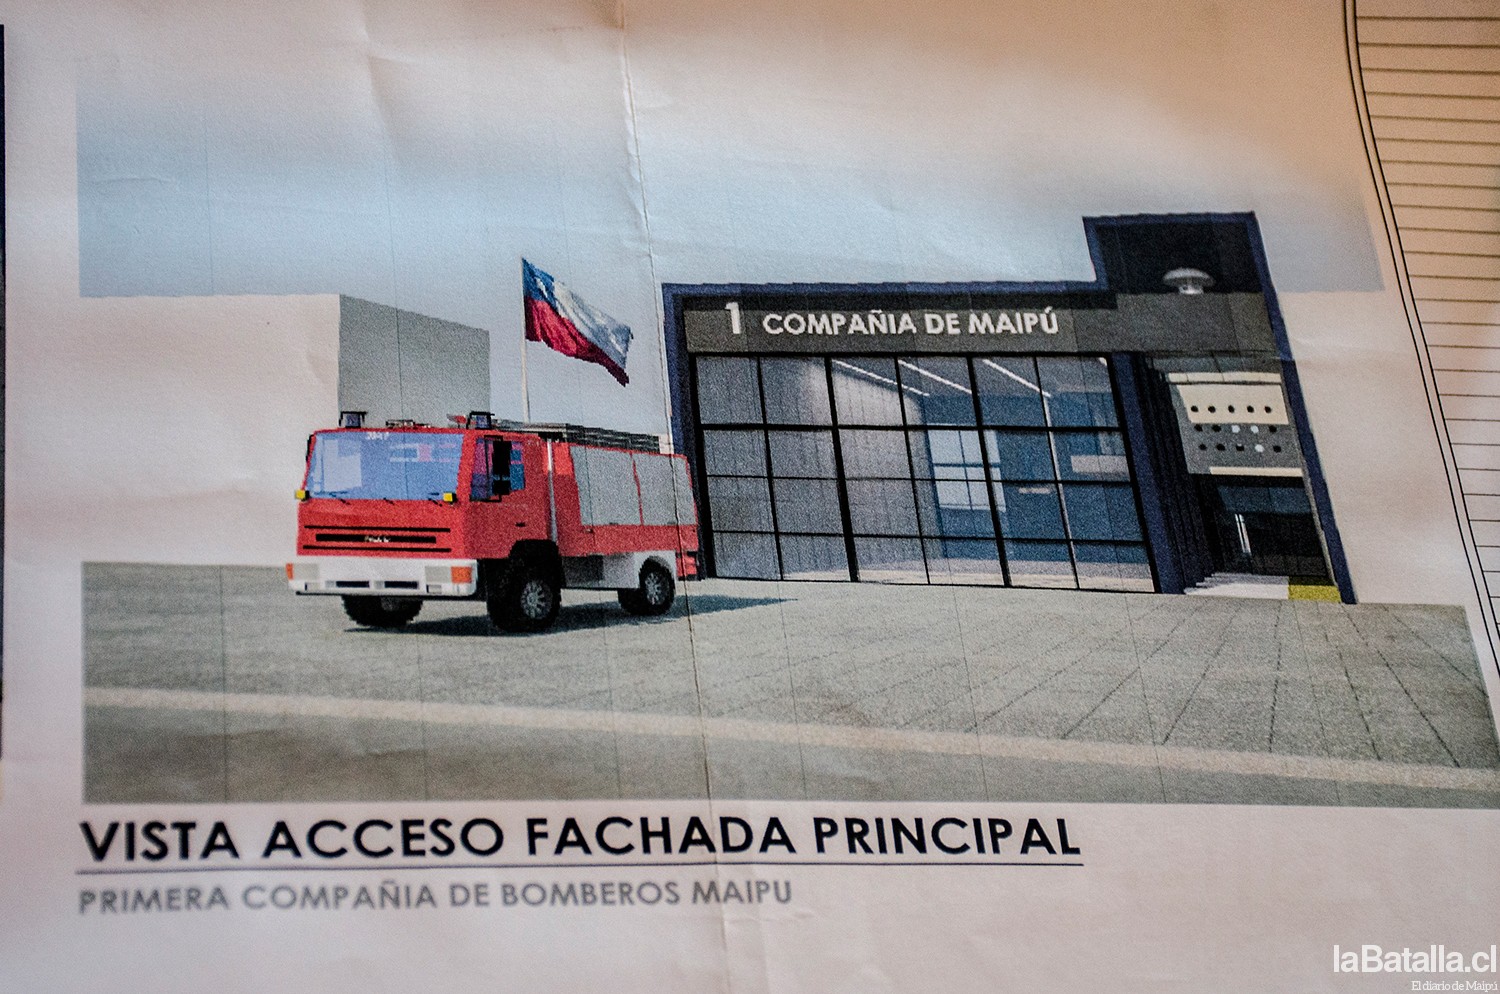 1 COMPAÑIA DE MAIPÚ
VISTA ACCESO FACHADA PRINCIPAL
PRIMERA COMPAÑIA DE BOMBEROS MAIPU
laBatalla.cl
El diario de Maipú